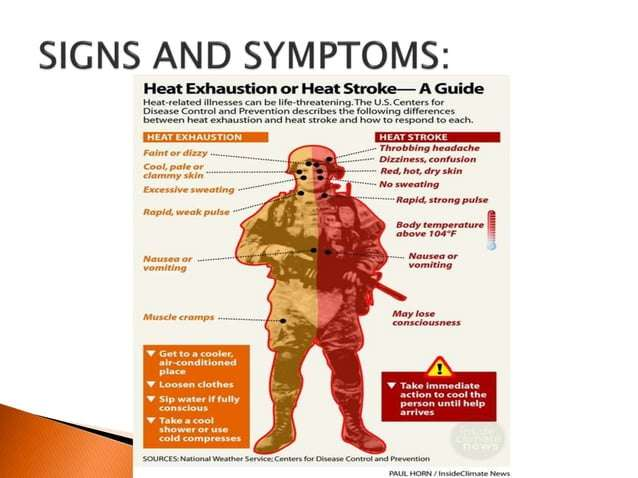 SIGNS AND SYMPTOMS:
Heat Exhaustion or Heat Stroke— A Guide
Heat-related illnesses can be life-threatening. The U.S. Centers for
Disease Control and Prevention describes the following differences
between heat exhaustion and heat stroke and how to respond to each.
HEAT EXHAUSTION
Faint or dizzy
Cool, pale or
clammy skin
Excessive sweating
Rapid, weak pulse
Nausea or
vomiting
Muscle cramps
▼ Get to a cooler,
air-conditioned
place
▼ Loosen clothes
▼ Sip water if fully
conscious
▼ Take a cool
shower or use
cold compresses
HEAT STROKE
Throbbing headache
Dizziness, confusion
Red, hot, dry skin
No sweating
Rapid, strong pulse
Body temperature
above 104°F
Nausea or
vomiting
May lose
consciousness
!
▼ Take immediate
action to cool the
person until help
arrives
inside
climate
news
SOURCES: National Weather Service; Centers for Disease Control and Prevention
PAUL HORN / InsideClimate News